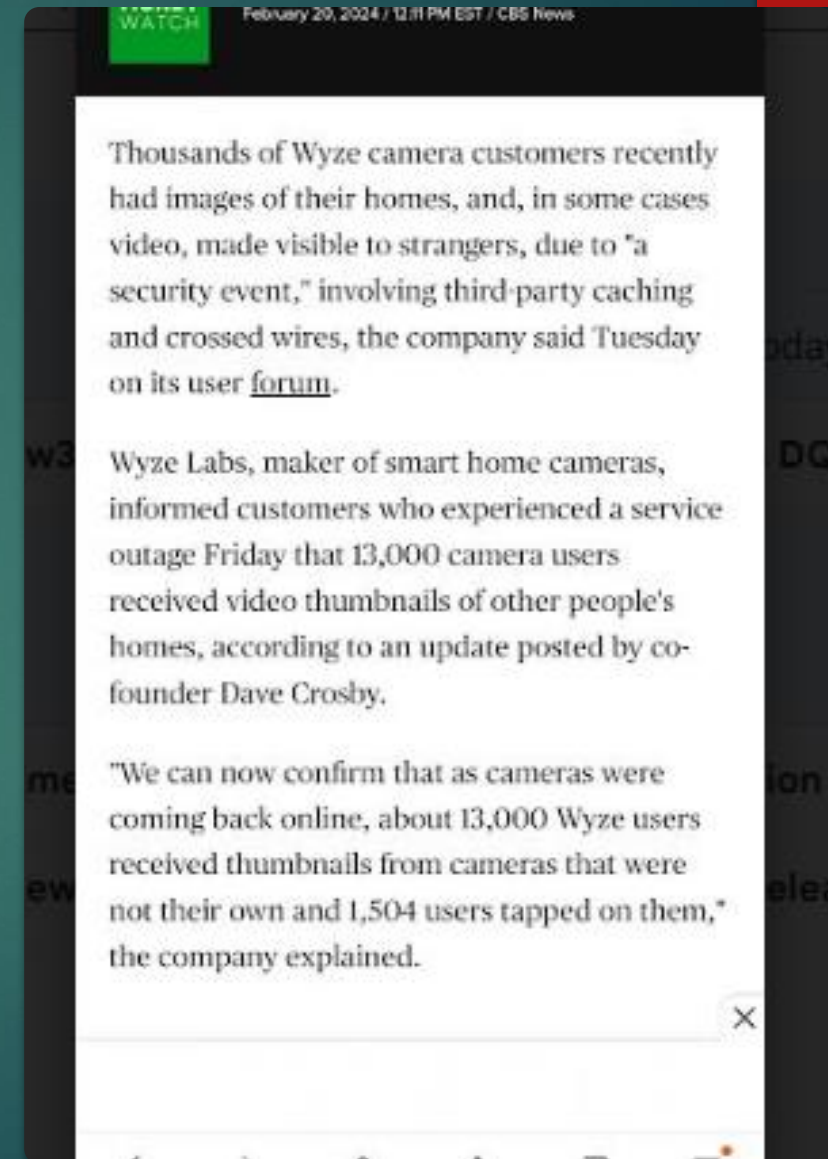 WATCH
February 20, 2024 / 12:11 PM EST / CBS News
Thousands of Wyze camera customers recently
had images of their homes, and, in some cases
video, made visible to strangers, due to "a
security event," involving third-party caching
and crossed wires, the company said Tuesday
on its user forum.
Wyze Labs, maker of smart home cameras,
informed customers who experienced a service
outage Friday that 13,000 camera users
received video thumbnails of other people's
homes, according to an update posted by co-
founder Dave Crosby.
"We can now confirm that as cameras were
coming back online, about 13,000 Wyze users
received thumbnails from cameras that were
not their own and 1,504 users tapped on them,"
the company explained.